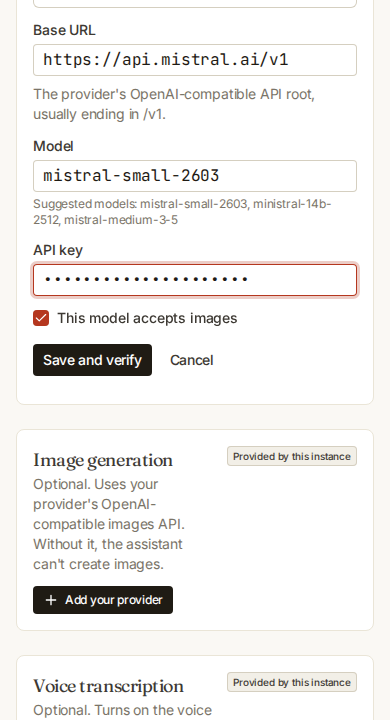 Base URL
https://api.mistral.ai/v1
The provider's OpenAI-compatible API root,
usually ending in /v1.
Model
mistral-small-2603
Suggested models: mistral-small-2603, ministral-14b-
2512, mistral-medium-3-5
API key
•••••••••••••••••••••
This model accepts images
Save and verify
Cancel
Image generation
Provided by this instance
Optional. Uses your
provider's OpenAI-
compatible images API.
Without it, the assistant
can't create images.
+ Add your provider
Voice transcription
Provided by this instance
Optional. Turns on the voice